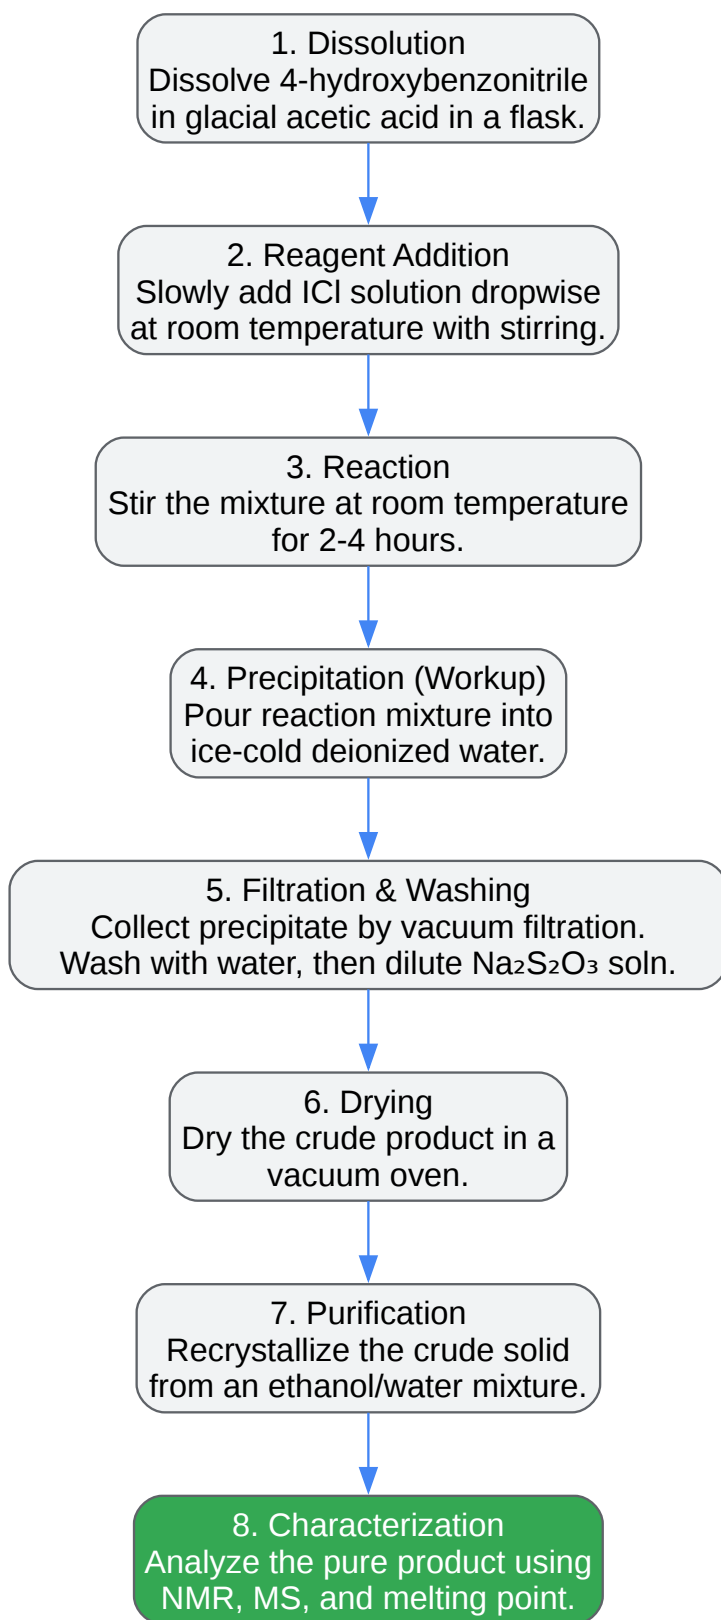 1. Dissolution
Dissolve 4-hydroxybenzonitrile
in glacial acetic acid in a flask.
2. Reagent Addition
Slowly add ICl solution dropwise
at room temperature with stirring.
3. Reaction
Stir the mixture at room temperature
for 2-4 hours.
4. Precipitation (Workup)
Pour reaction mixture into
ice-cold deionized water.
5. Filtration & Washing
Collect precipitate by vacuum filtration.
Wash with water, then dilute Na₂S₂O₃ soln.
6. Drying
Dry the crude product in a
vacuum oven.
7. Purification
Recrystallize the crude solid
from an ethanol/water mixture.
8. Characterization
Analyze the pure product using
NMR, MS, and melting point.